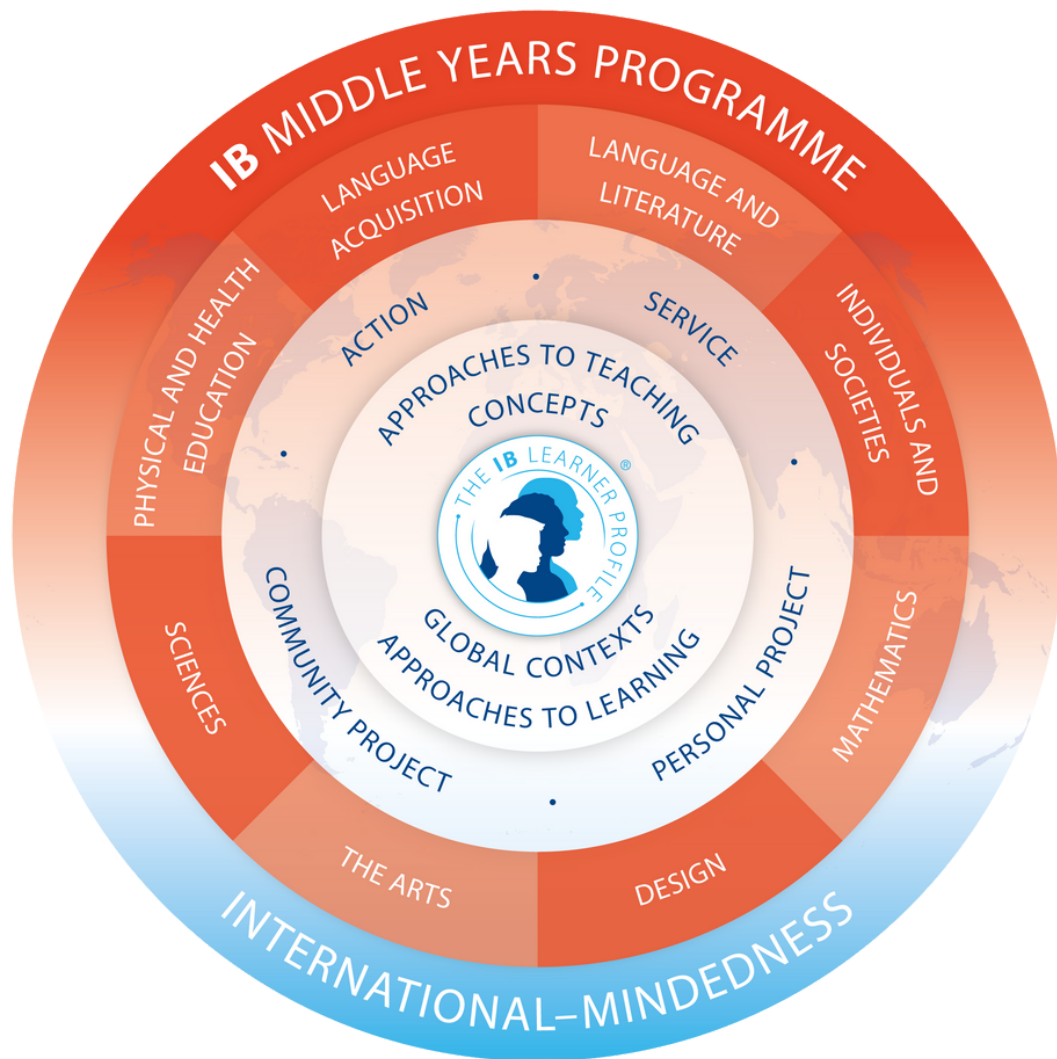 IB MIDDLE YEARS PROGRAMME
LANGUAGE
ACQUISITION
LANGUAGE AND
LITERATURE
INDIVIDUALS AND
SOCIETIES
MATHEMATICS
DESIGN
THE ARTS
SCIENCES
PHYSICAL AND HEALTH
EDUCATION
ACTION
SERVICE
PERSONAL PROJECT
COMMUNITY PROJECT
APPROACHES TO TEACHING
CONCEPTS
THE IB LEARNER PROFILE ®
GLOBAL CONTEXTS
APPROACHES TO LEARNING
INTERNATIONAL–MINDEDNESS